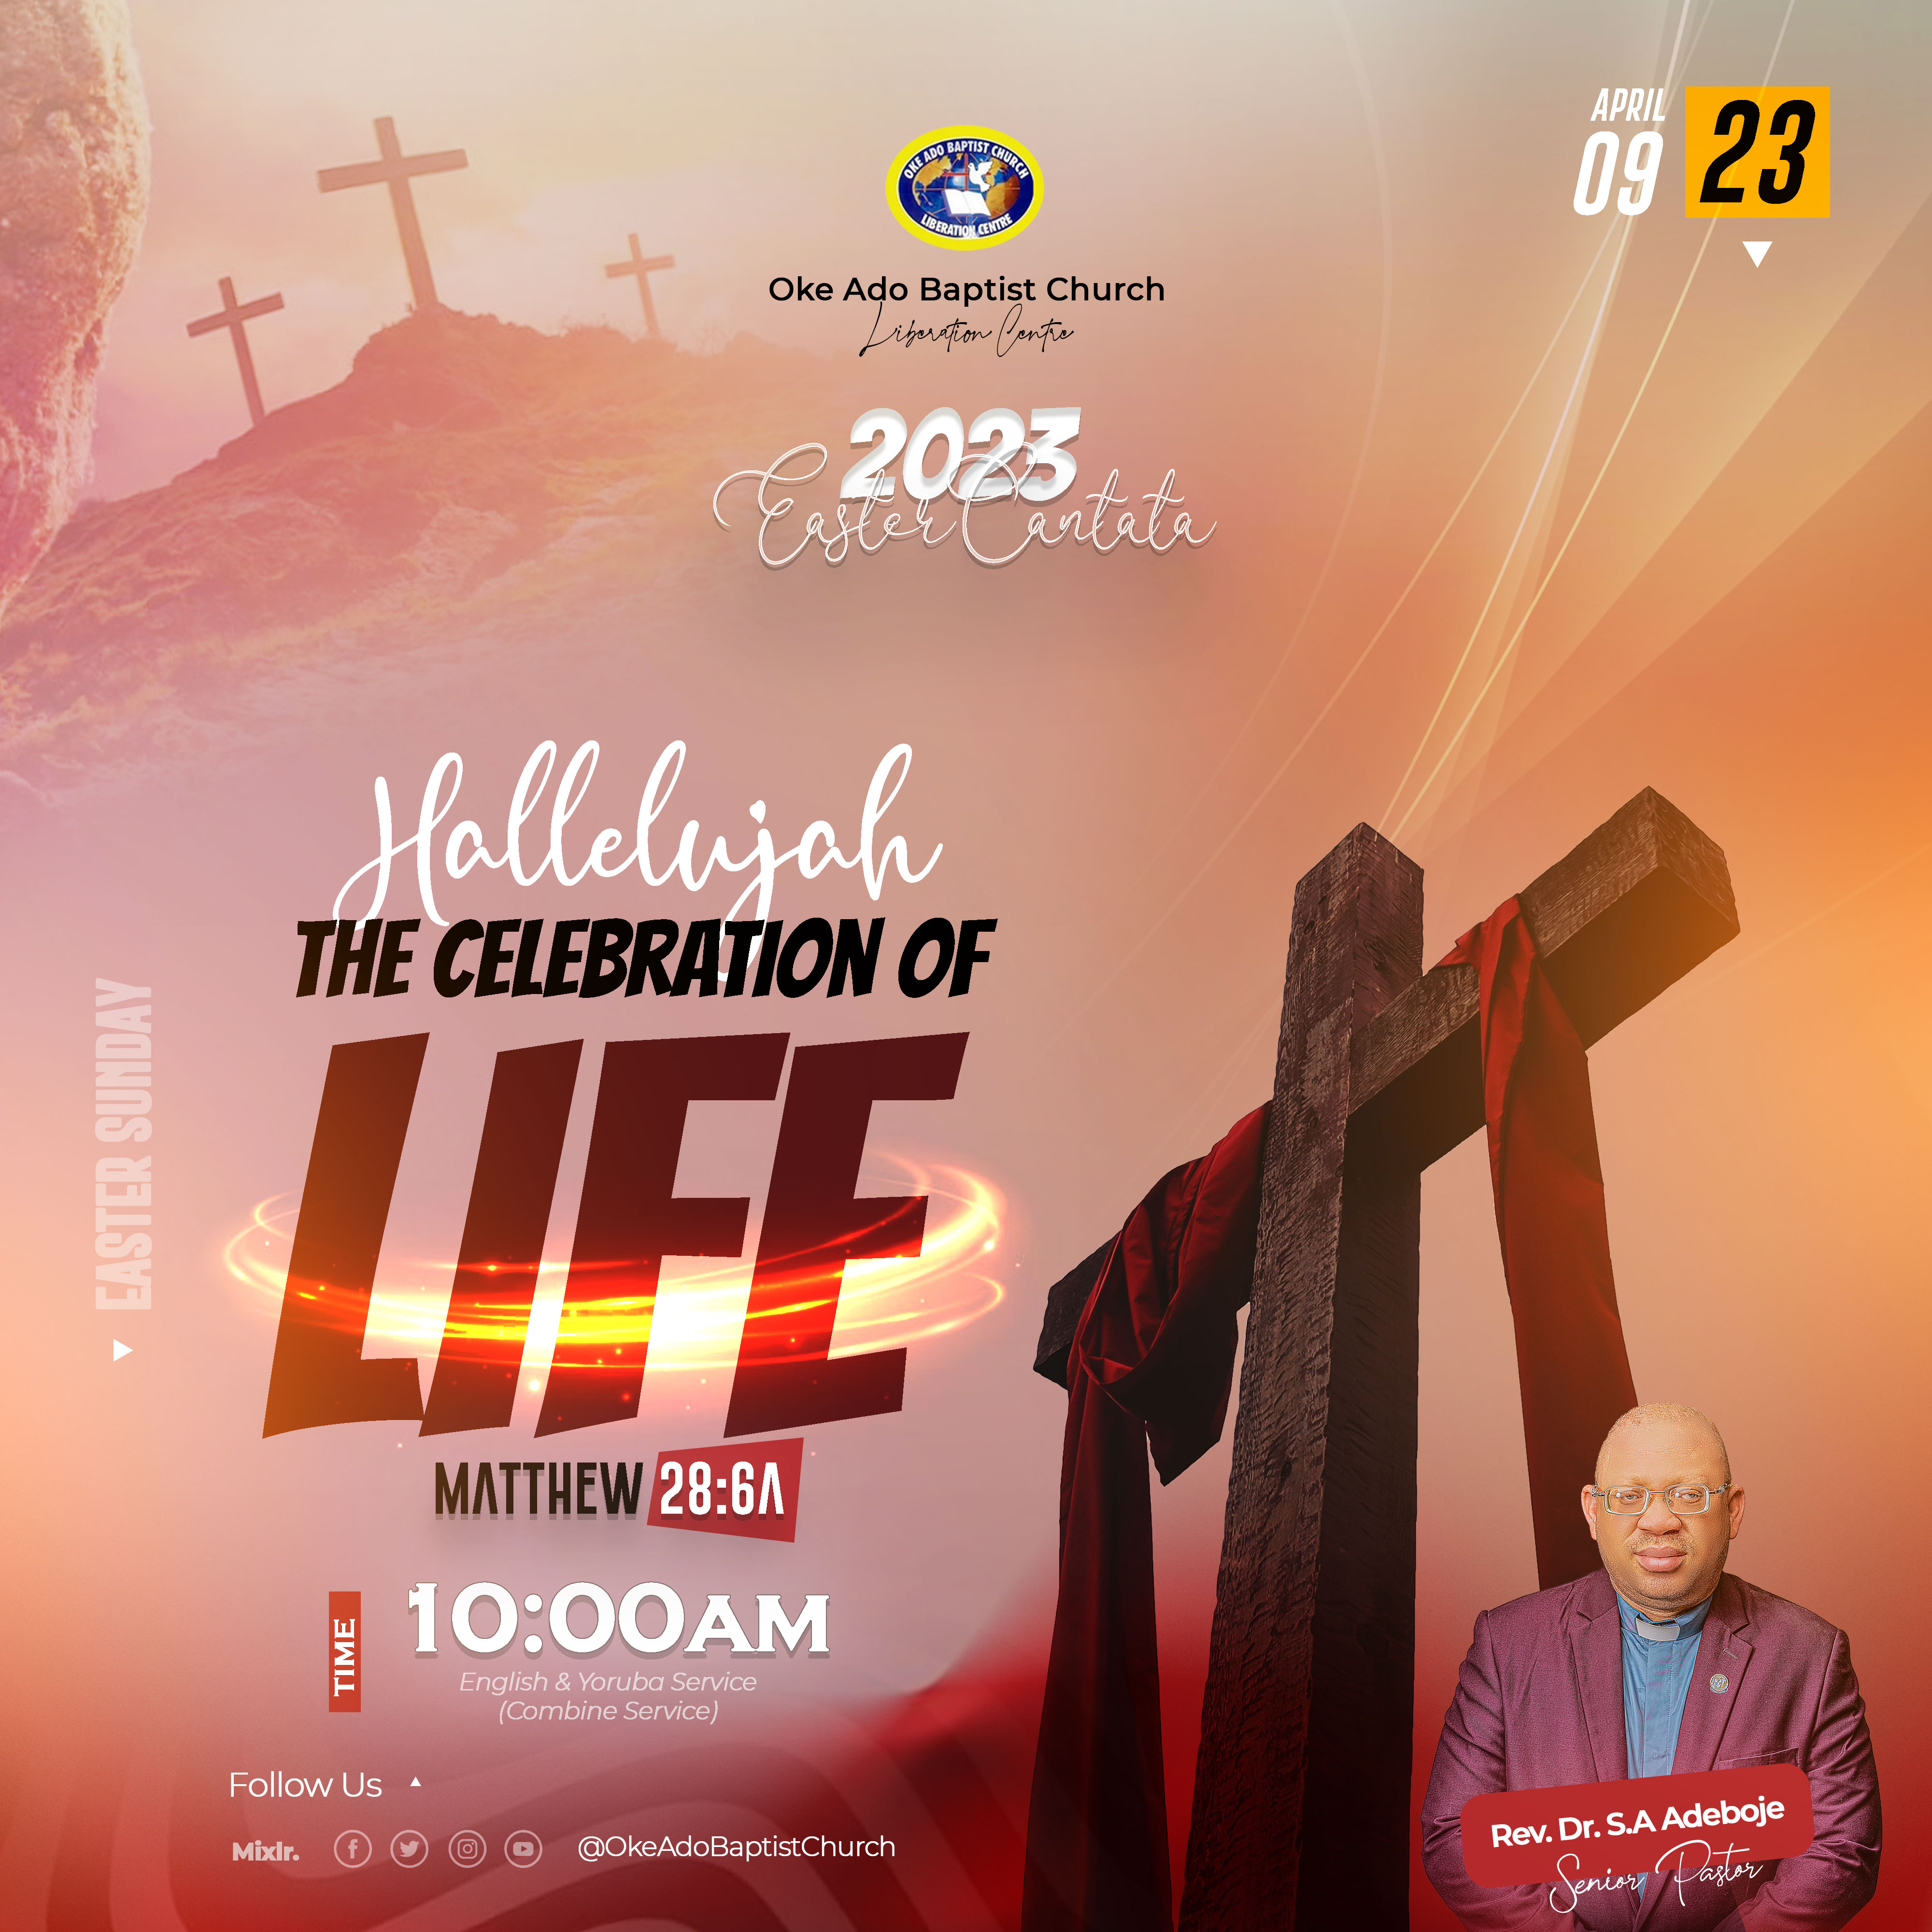 APRIL
09
23
OKE ADO BAPTIST CHURCH
LIBERATION CENTRE
Oke Ado Baptist Church
Liberation Centre
2023
Easter Cantata
Hallelujah
THE CELEBRATION OF
LIFE
EASTER SUNDAY
MATTHEW 28:6A
TIME
10:00AM
English & Yoruba Service
(Combine Service)
Follow Us
Mixlr.
@OkeAdoBaptistChurch
Rev. Dr. S.A Adeboje
Senior Pastor